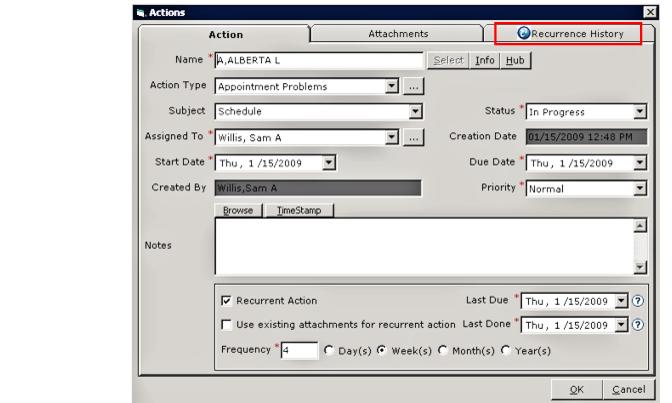 Actions
Action Attachments Recurrence History
Name * A,ALBERTA L Select Info Hub
Action Type Appointment Problems ...
Subject Schedule Status * In Progress
Assigned To * Willis, Sam A ... Creation Date 01/15/2009 12:48 PM
Start Date * Thu, 1 /15/2009 Due Date * Thu, 1 /15/2009
Created By Willis,Sam A Priority * Normal
Browse TimeStamp
Notes
Recurrent Action Last Due * Thu, 1 /15/2009 ?
Use existing attachments for recurrent action Last Done * Thu, 1 /15/2009 ?
Frequency * 4 Day(s) Week(s) Month(s) Year(s)
OK Cancel